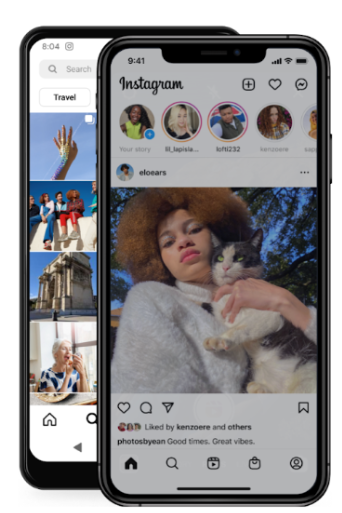 8:04
Search
Travel
9:41
Instagram
Your story
lil_lapisla...
lofti232
kenzoere
eloears
Liked by kenzoere and others
photosbyean Good times. Great vibes.